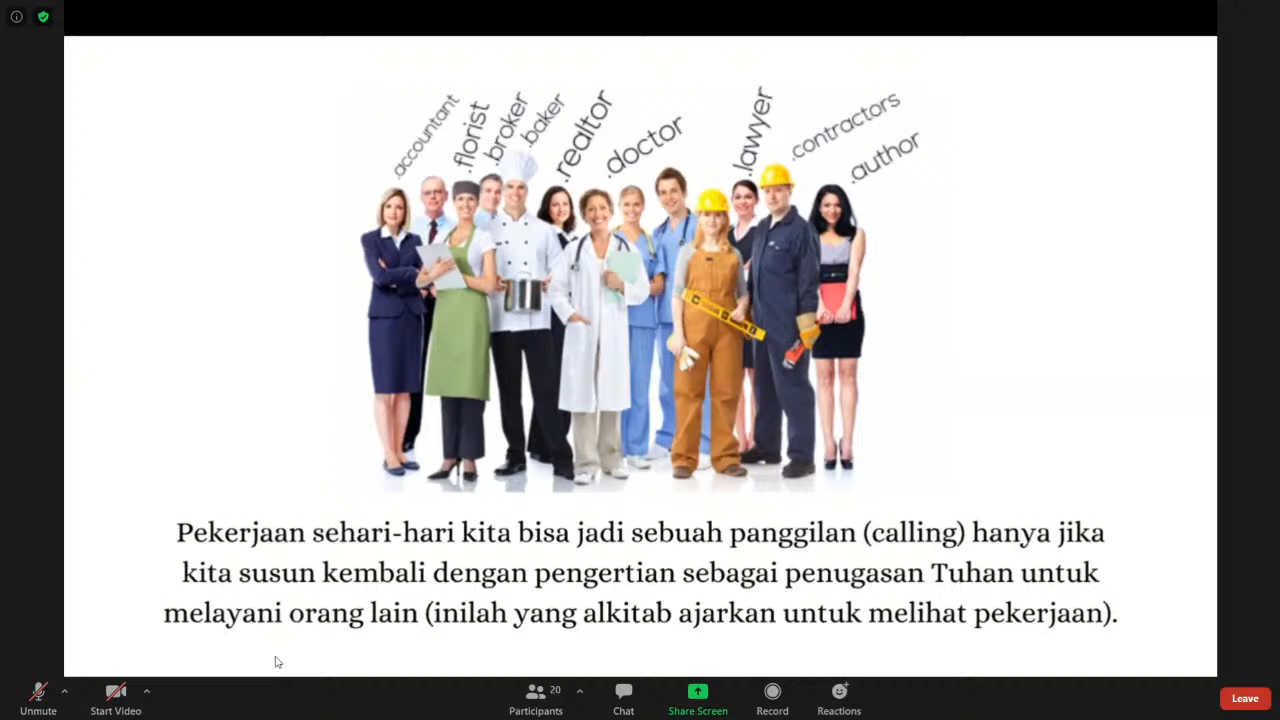 .accountant
.florist
.broker
.baker
.realtor
.doctor
.lawyer
.contractors
.author
Pekerjaan sehari-hari kita bisa jadi sebuah panggilan (calling) hanya jika
kita susun kembali dengan pengertian sebagai penugasan Tuhan untuk
melayani orang lain (inilah yang alkitab ajarkan untuk melihat pekerjaan).
Unmute
Start Video
20
Participants
Chat
Share Screen
Record
Reactions
Leave